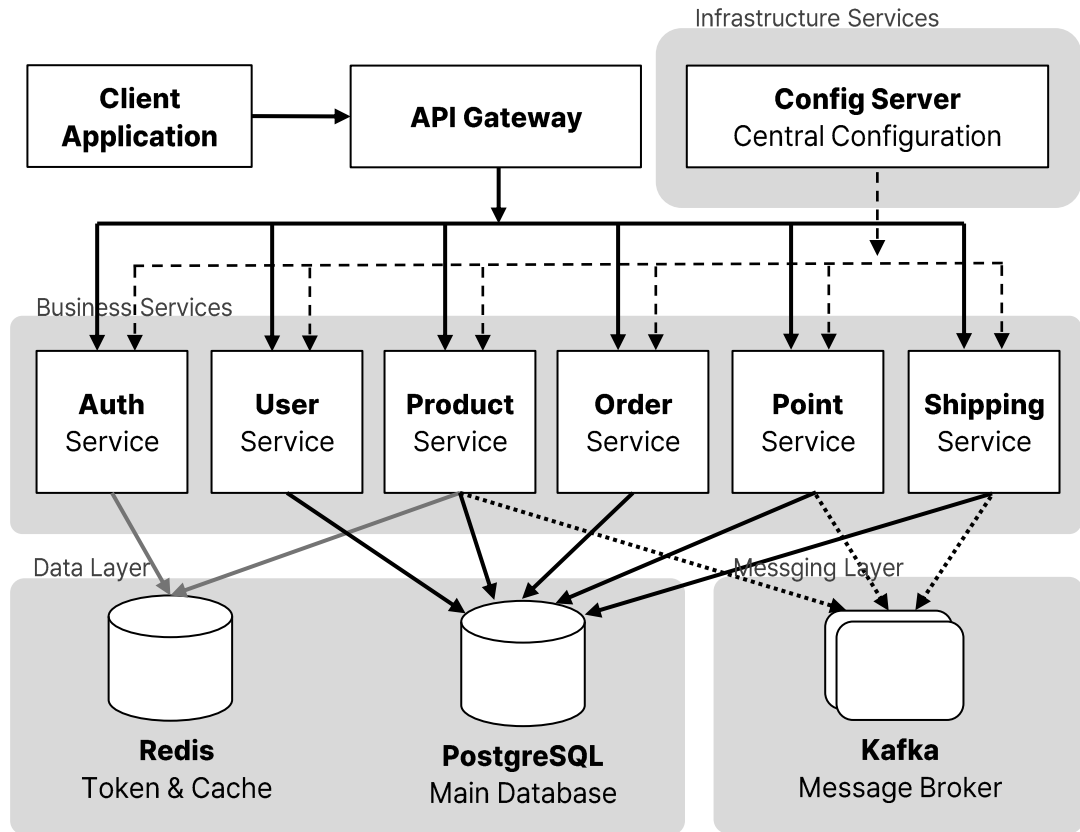 Infrastructure Services
Client
Application
API Gateway
Config Server
Central Configuration
Business Services
Auth
Service
User
Service
Product
Service
Order
Service
Point
Service
Shipping
Service
Data Layer
Messging Layer
Redis
Token & Cache
PostgreSQL
Main Database
Kafka
Message Broker